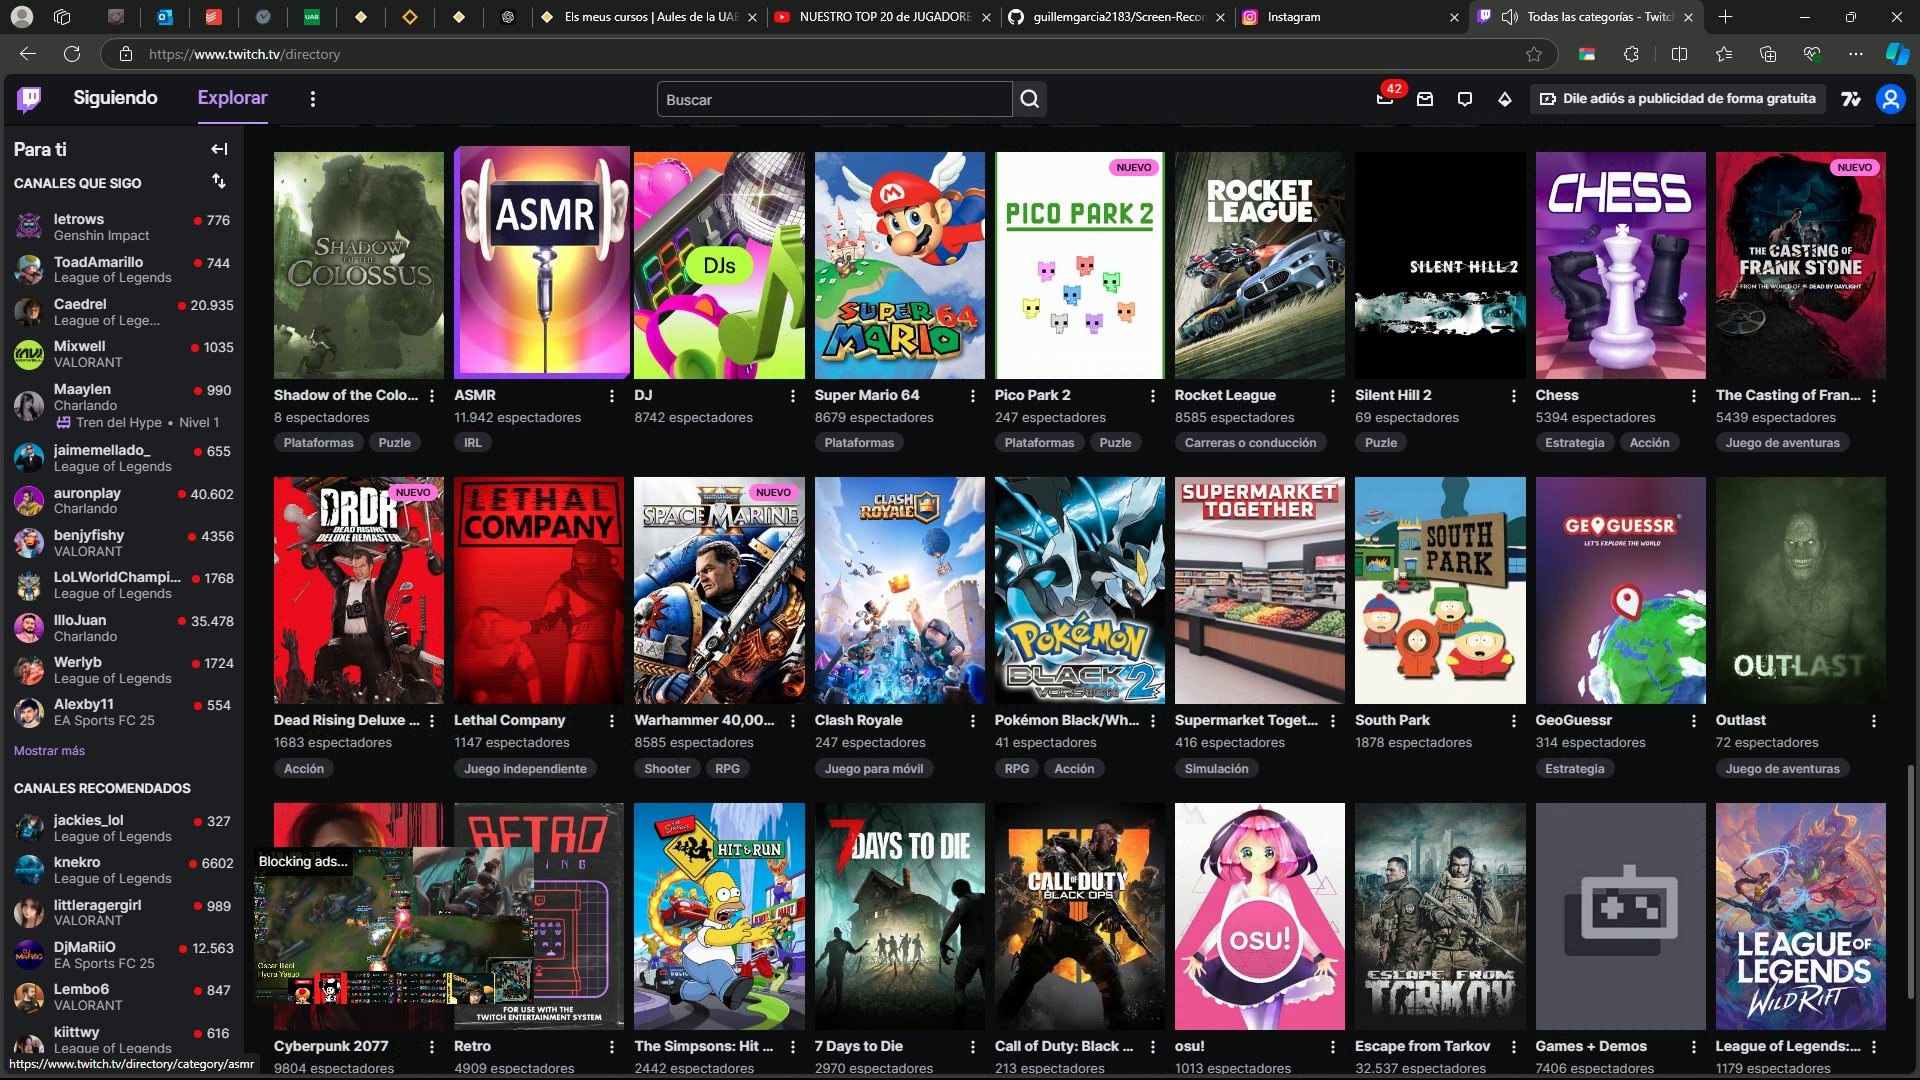 UAB
Els meus cursos | Aules de la UAB
NUESTRO TOP 20 de JUGADORE
guillemgarcia2183/Screen-Recor
Instagram
Todas las categorías - Twitch
https://www.twitch.tv/directory
Siguiendo
Explorar
Buscar
42
Dile adiós a publicidad de forma gratuita
Para ti
CANALES QUE SIGO
letrows
776
Genshin Impact
ToadAmarillo
744
League of Legends
Caedrel
20.935
League of Lege...
Mixwell
1035
VALORANT
Maaylen
990
Charlando
Tren del Hype • Nivel 1
jaimemellado_
655
League of Legends
auronplay
40.602
Charlando
benjyfishy
4356
VALORANT
LoLWorldChampi...
1768
League of Legends
IlloJuan
35.478
Charlando
Werlyb
1724
League of Legends
Alexby11
554
EA Sports FC 25
Mostrar más
CANALES RECOMENDADOS
jackies_lol
327
League of Legends
knekro
6602
League of Legends
littleragergirl
989
VALORANT
DjMaRiiO
12.563
EA Sports FC 25
Lembo6
847
VALORANT
kiittwy
616
League of Legends
https://www.twitch.tv/directory/category/asmr
SHADOW OF THE COLOSSUS
ASMR
DJs
SUPER MARIO 64
NUEVO
PICO PARK 2
ROCKET LEAGUE
SILENT HILL 2
CHESS
NUEVO
THE CASTING OF FRANK STONE
FROM THE WORLD OF DEAD BY DAYLIGHT
Shadow of the Colo...
8 espectadores
Plataformas
Puzle
ASMR
11.942 espectadores
IRL
DJ
8742 espectadores
Super Mario 64
8679 espectadores
Plataformas
Pico Park 2
247 espectadores
Plataformas
Puzle
Rocket League
8585 espectadores
Carreras o conducción
Silent Hill 2
69 espectadores
Puzle
Chess
5394 espectadores
Estrategia
Acción
The Casting of Fran...
5439 espectadores
Juego de aventuras
NUEVO
DRDR
DEAD RISING
DELUXE REMASTER
LETHAL COMPANY
NUEVO
SPACE MARINE
CLASH ROYALE
POKéMON
BLACK VERSION 2
SUPERMARKET TOGETHER
SOUTH PARK
GEOGUESSR
LET'S EXPLORE THE WORLD
OUTLAST
Dead Rising Deluxe ...
1683 espectadores
Acción
Lethal Company
1147 espectadores
Juego independiente
Warhammer 40,00...
8585 espectadores
Shooter
RPG
Clash Royale
247 espectadores
Juego para móvil
Pokémon Black/Wh...
41 espectadores
RPG
Acción
Supermarket Toget...
416 espectadores
Simulación
South Park
1878 espectadores
GeoGuessr
314 espectadores
Estrategia
Outlast
72 espectadores
Juego de aventuras
Blocking ads...
RETRO
FOR USE WITH THE
TWITCH ENTERTAINMENT SYSTEM
HIT & RUN
7 DAYS TO DIE
CALL OF DUTY
BLACK OPS
osu!
ESCAPE FROM TARKOV
LEAGUE OF LEGENDS
WILD RIFT
Cyberpunk 2077
9804 espectadores
Retro
4909 espectadores
The Simpsons: Hit ...
2442 espectadores
7 Days to Die
2970 espectadores
Call of Duty: Black ...
213 espectadores
osu!
1013 espectadores
Escape from Tarkov
32.537 espectadores
Games + Demos
7406 espectadores
League of Legends:...
1179 espectadores